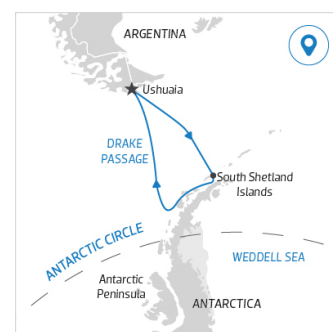 ARGENTINA
Ushuaia
DRAKE
PASSAGE
South Shetland
Islands
ANTARCTIC CIRCLE
WEDDELL SEA
Antarctic
Peninsula
ANTARCTICA